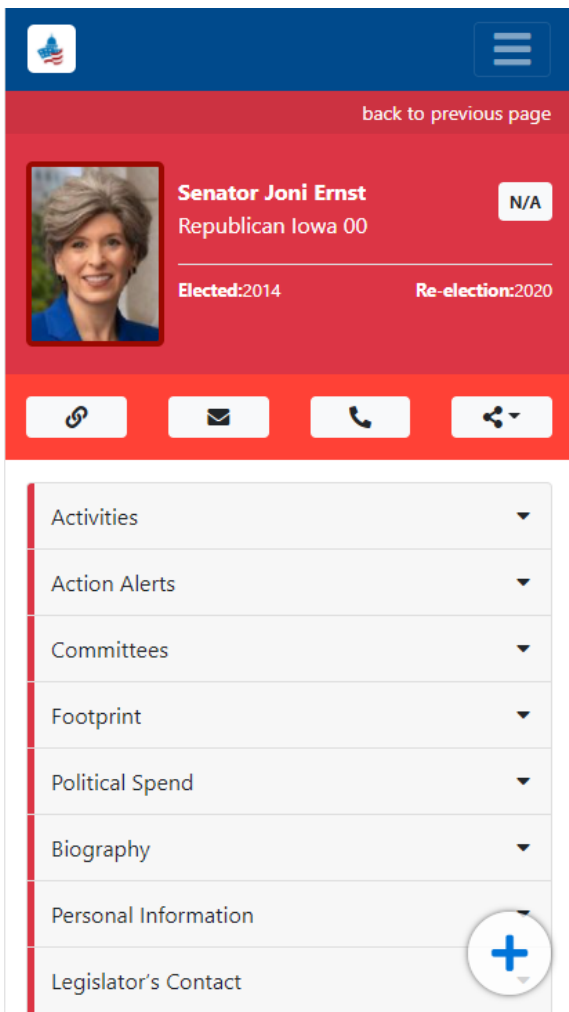 back to previous page
Senator Joni Ernst
N/A
Republican Iowa 00
Elected:2014
Re-election:2020
Activities
Action Alerts
Committees
Footprint
Political Spend
Biography
Personal Information
Legislator's Contact